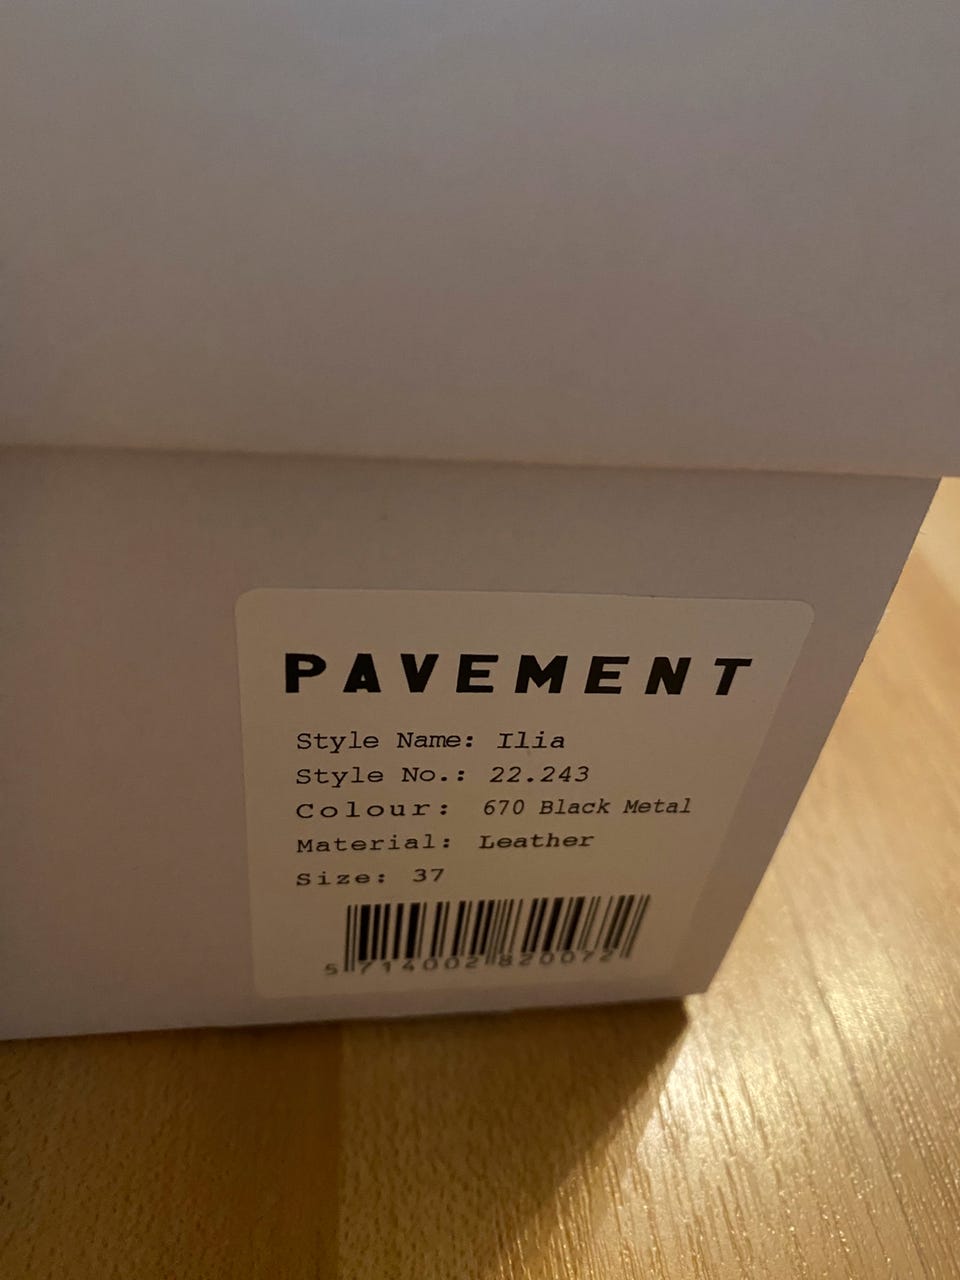 PAVEMENT
Style Name: Ilia
Style No.: 22.243
Colour: 670 Black Metal
Material: Leather
Size: 37
5 714002 820072